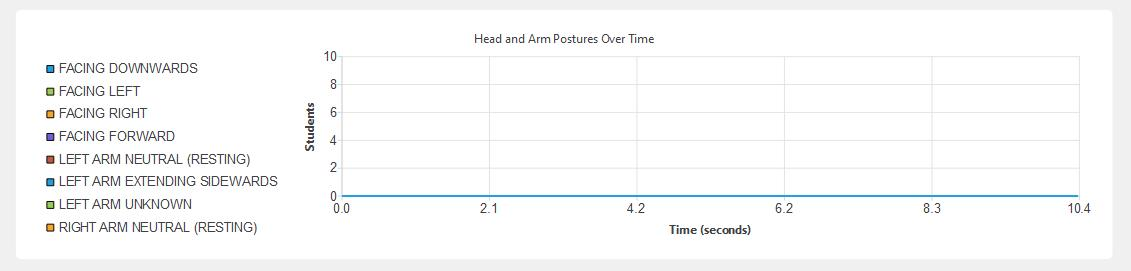 Head and Arm Postures Over Time
FACING DOWNWARDS
FACING LEFT
FACING RIGHT
FACING FORWARD
LEFT ARM NEUTRAL (RESTING)
LEFT ARM EXTENDING SIDEWARDS
LEFT ARM UNKNOWN
RIGHT ARM NEUTRAL (RESTING)
Students
10
8
6
4
2
0
0.0 2.1 4.2 6.2 8.3 10.4
Time (seconds)